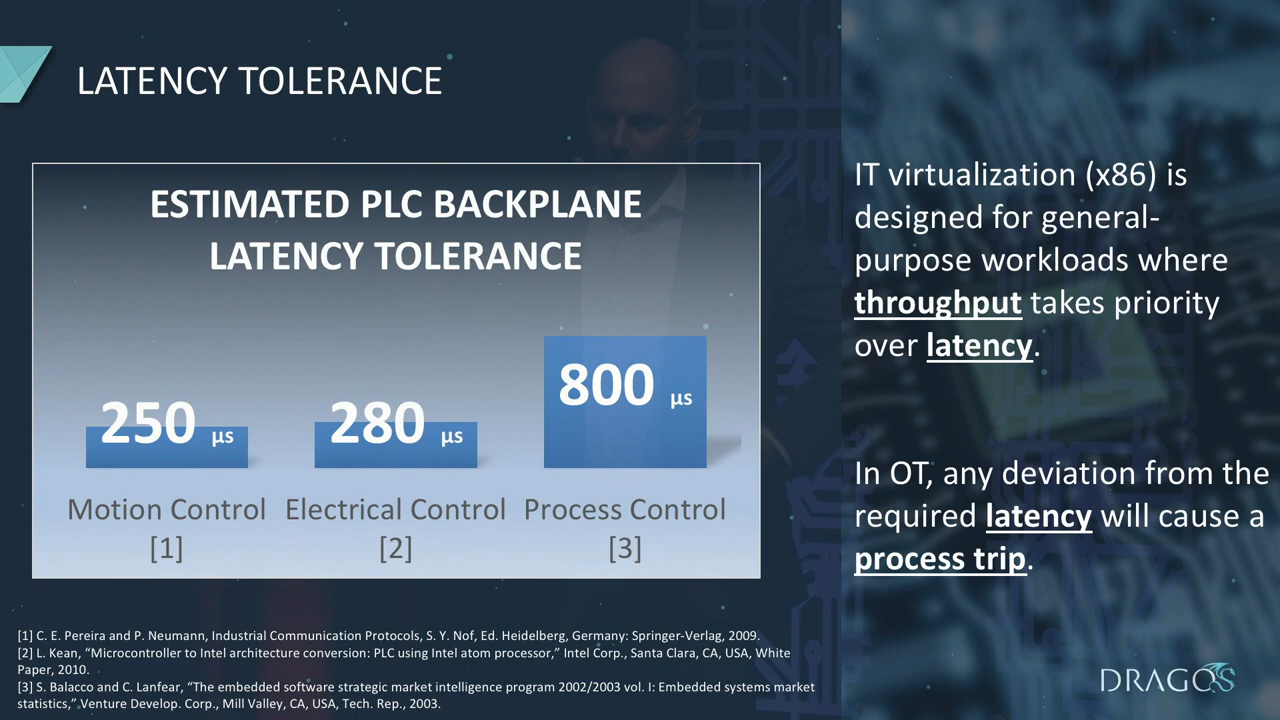 LATENCY TOLERANCE
ESTIMATED PLC BACKPLANE
LATENCY TOLERANCE
250 µs
280 µs
800 µs
Motion Control
[1]
Electrical Control
[2]
Process Control
[3]
IT virtualization (x86) is
designed for general-
purpose workloads where
throughput takes priority
over latency.
In OT, any deviation from the
required latency will cause a
process trip.
[1] C. E. Pereira and P. Neumann, Industrial Communication Protocols, S. Y. Nof, Ed. Heidelberg, Germany: Springer-Verlag, 2009.
[2] L. Kean, “Microcontroller to Intel architecture conversion: PLC using Intel atom processor,” Intel Corp., Santa Clara, CA, USA, White
Paper, 2010.
[3] S. Balacco and C. Lanfear, “The embedded software strategic market intelligence program 2002/2003 vol. I: Embedded systems market
statistics,” Venture Develop. Corp., Mill Valley, CA, USA, Tech. Rep., 2003.
DRAGOS